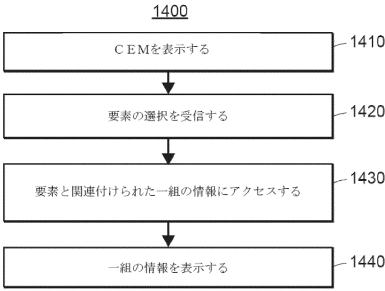 1400
CEMを表示する
1410
要素の選択を受信する
1420
要素と関連付けられた一組の情報にアクセスする
1430
一組の情報を表示する
1440